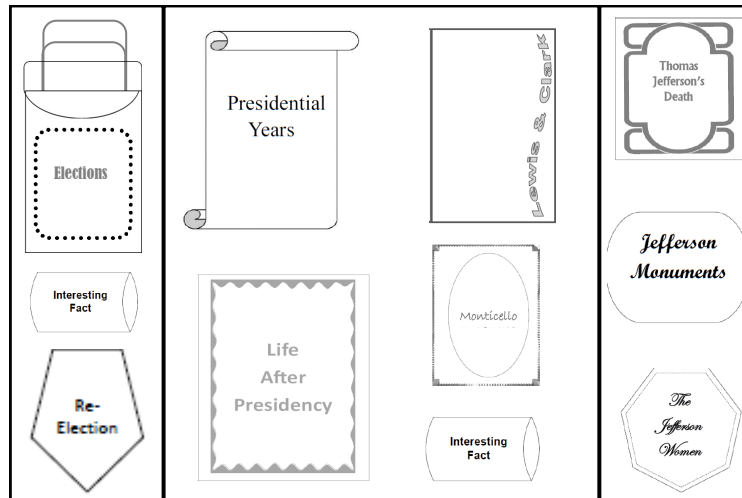 Elections
Interesting
Fact
Re-
Election
Presidential
Years
Life
After
Presidency
Lewis & Clark
Monticello
Interesting
Fact
Thomas
Jefferson's
Death
Jefferson
Monuments
The
Jefferson
Women